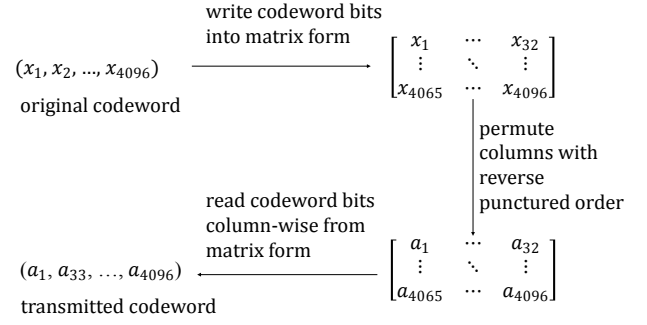 write codeword bits
into matrix form
(x₁, x₂, ..., x₄₀₉₆)
original codeword
[ x₁ ⋯ x₃₂
⋮ ⋱ ⋮
x₄₀₆₅ ⋯ x₄₀₉₆ ]
permute
columns with
reverse
punctured order
read codeword bits
column-wise from
matrix form
(a₁, a₃₃, ..., a₄₀₉₆)
transmitted codeword
[ a₁ ⋯ a₃₂
⋮ ⋱ ⋮
a₄₀₆₅ ⋯ a₄₀₉₆ ]